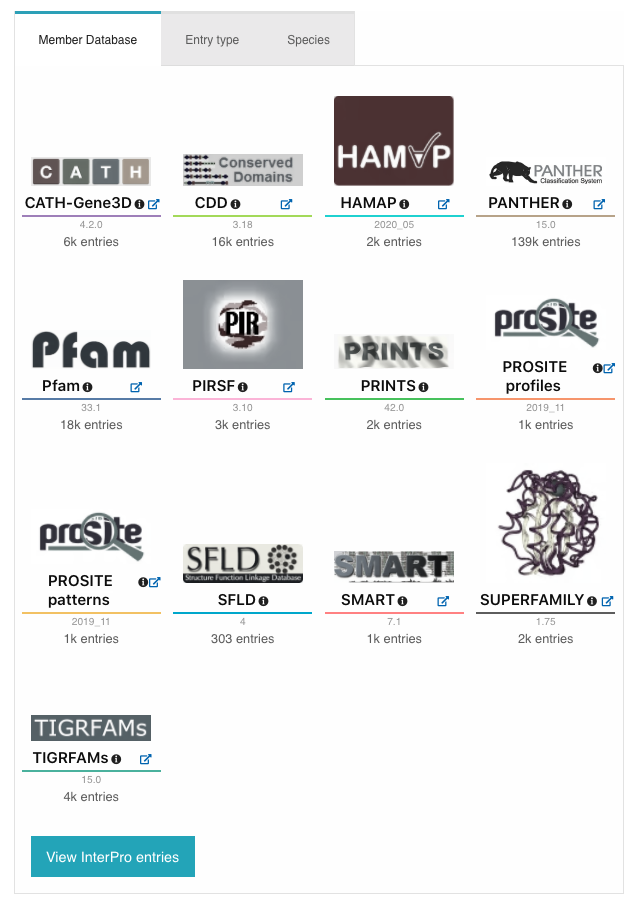 Member Database
Entry type
Species
CATH
Conserved
Domains
HAMAP
PANTHER
Classification System
CATH-Gene3D
CDD
HAMAP
PANTHER
4.2.0
3.18
2020_05
15.0
6k entries
16k entries
2k entries
139k entries
Pfam
PIR
PRINTS
prosite
Pfam
PIRSF
PRINTS
PROSITE
profiles
33.1
3.10
42.0
2019_11
18k entries
3k entries
2k entries
1k entries
prosite
SFLD
Structure Function Linkage Database
SMART
PROSITE
patterns
SFLD
SMART
SUPERFAMILY
2019_11
4
7.1
1.75
1k entries
303 entries
1k entries
2k entries
TIGRFAMs
TIGRFAMs
15.0
4k entries
View InterPro entries